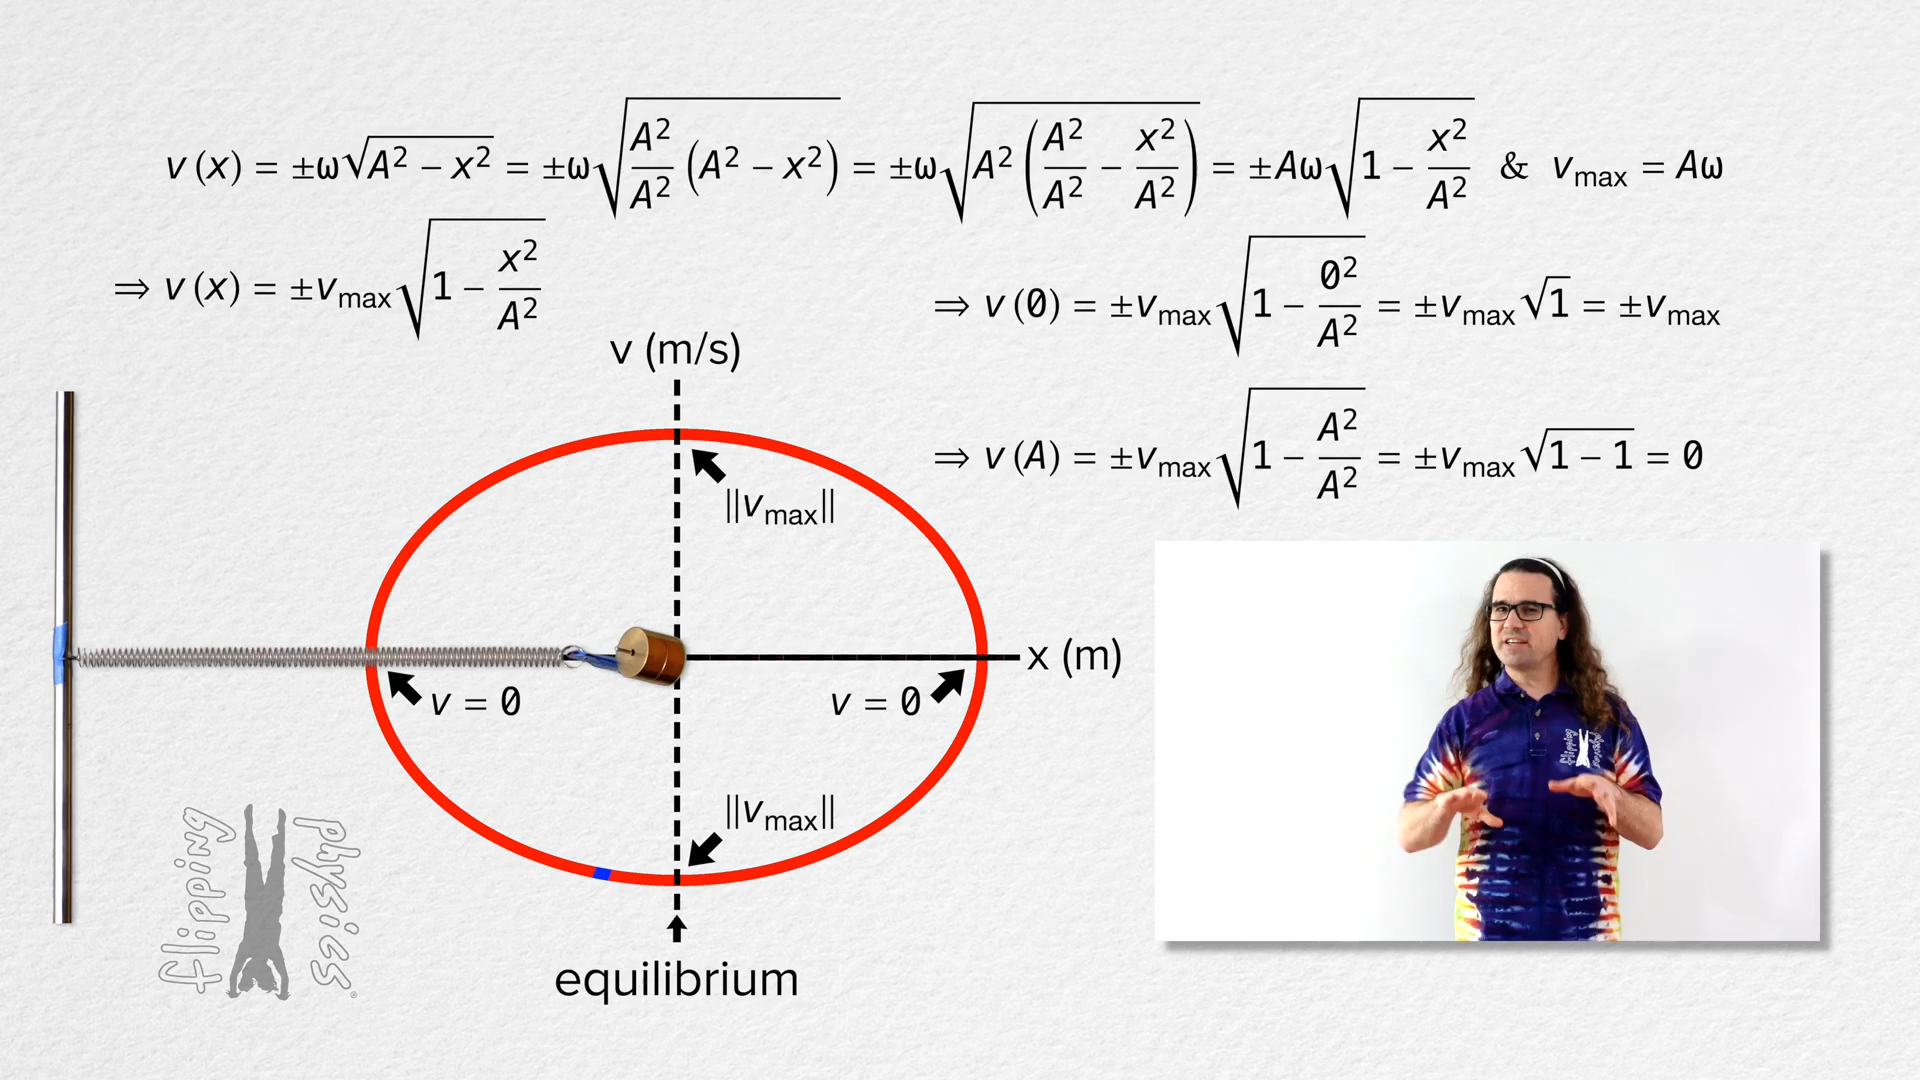 v (x) = ±ω√(A² − x²) = ±ω√(A²/A² (A² − x²)) = ±ω√(A² (A²/A² − x²/A²)) = ±Aω√(1 − x²/A²) & vmax = Aω
⇒ v (x) = ±vmax√(1 − x²/A²)
⇒ v (0) = ±vmax√(1 − 0²/A²) = ±vmax√1 = ±vmax
⇒ v (A) = ±vmax√(1 − A²/A²) = ±vmax√(1 − 1) = 0
v (m/s)
||vmax||
x (m)
v = 0
v = 0
||vmax||
equilibrium
flipping physics®
flipping physics